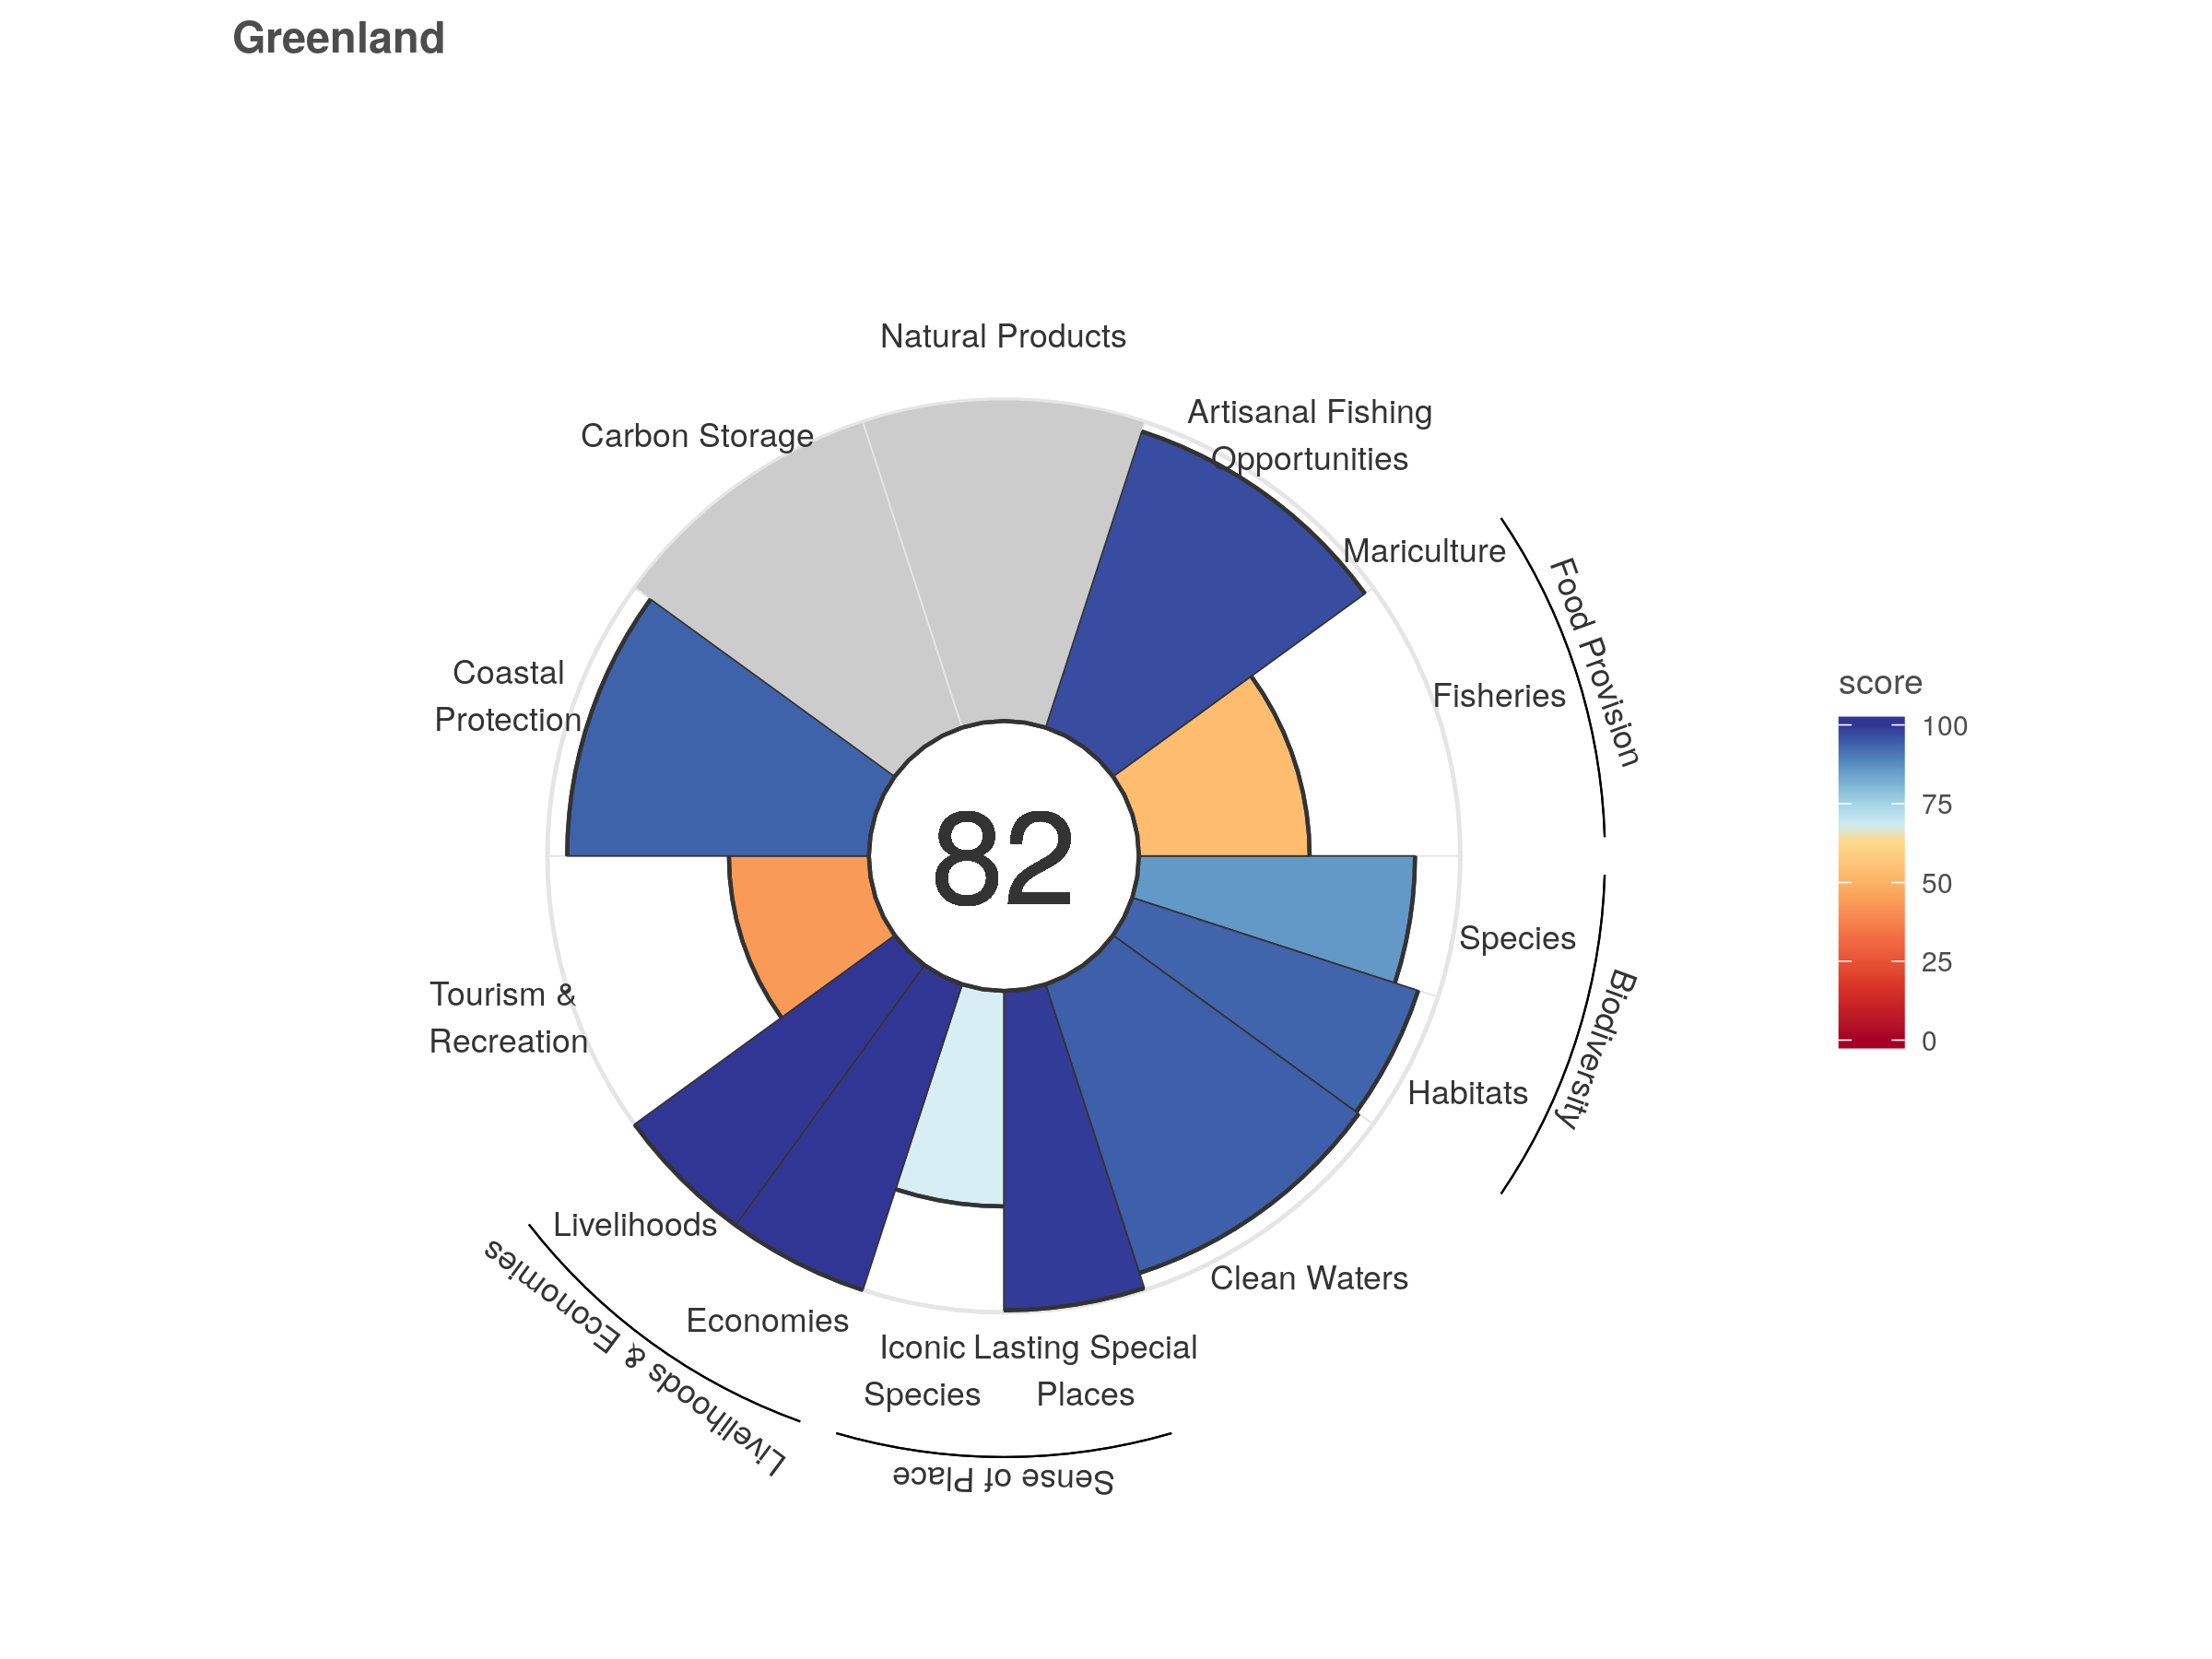 Greenland
Natural Products
Artisanal Fishing
Opportunities
Carbon Storage
Mariculture
Food Provision
Fisheries
Coastal
Protection
score
100
75
50
25
0
82
Species
Biodiversity
Tourism &
Recreation
Habitats
Livelihoods
Clean Waters
Economies
Livelihoods & Economies
Iconic
Species
Lasting Special
Places
Sense of Place